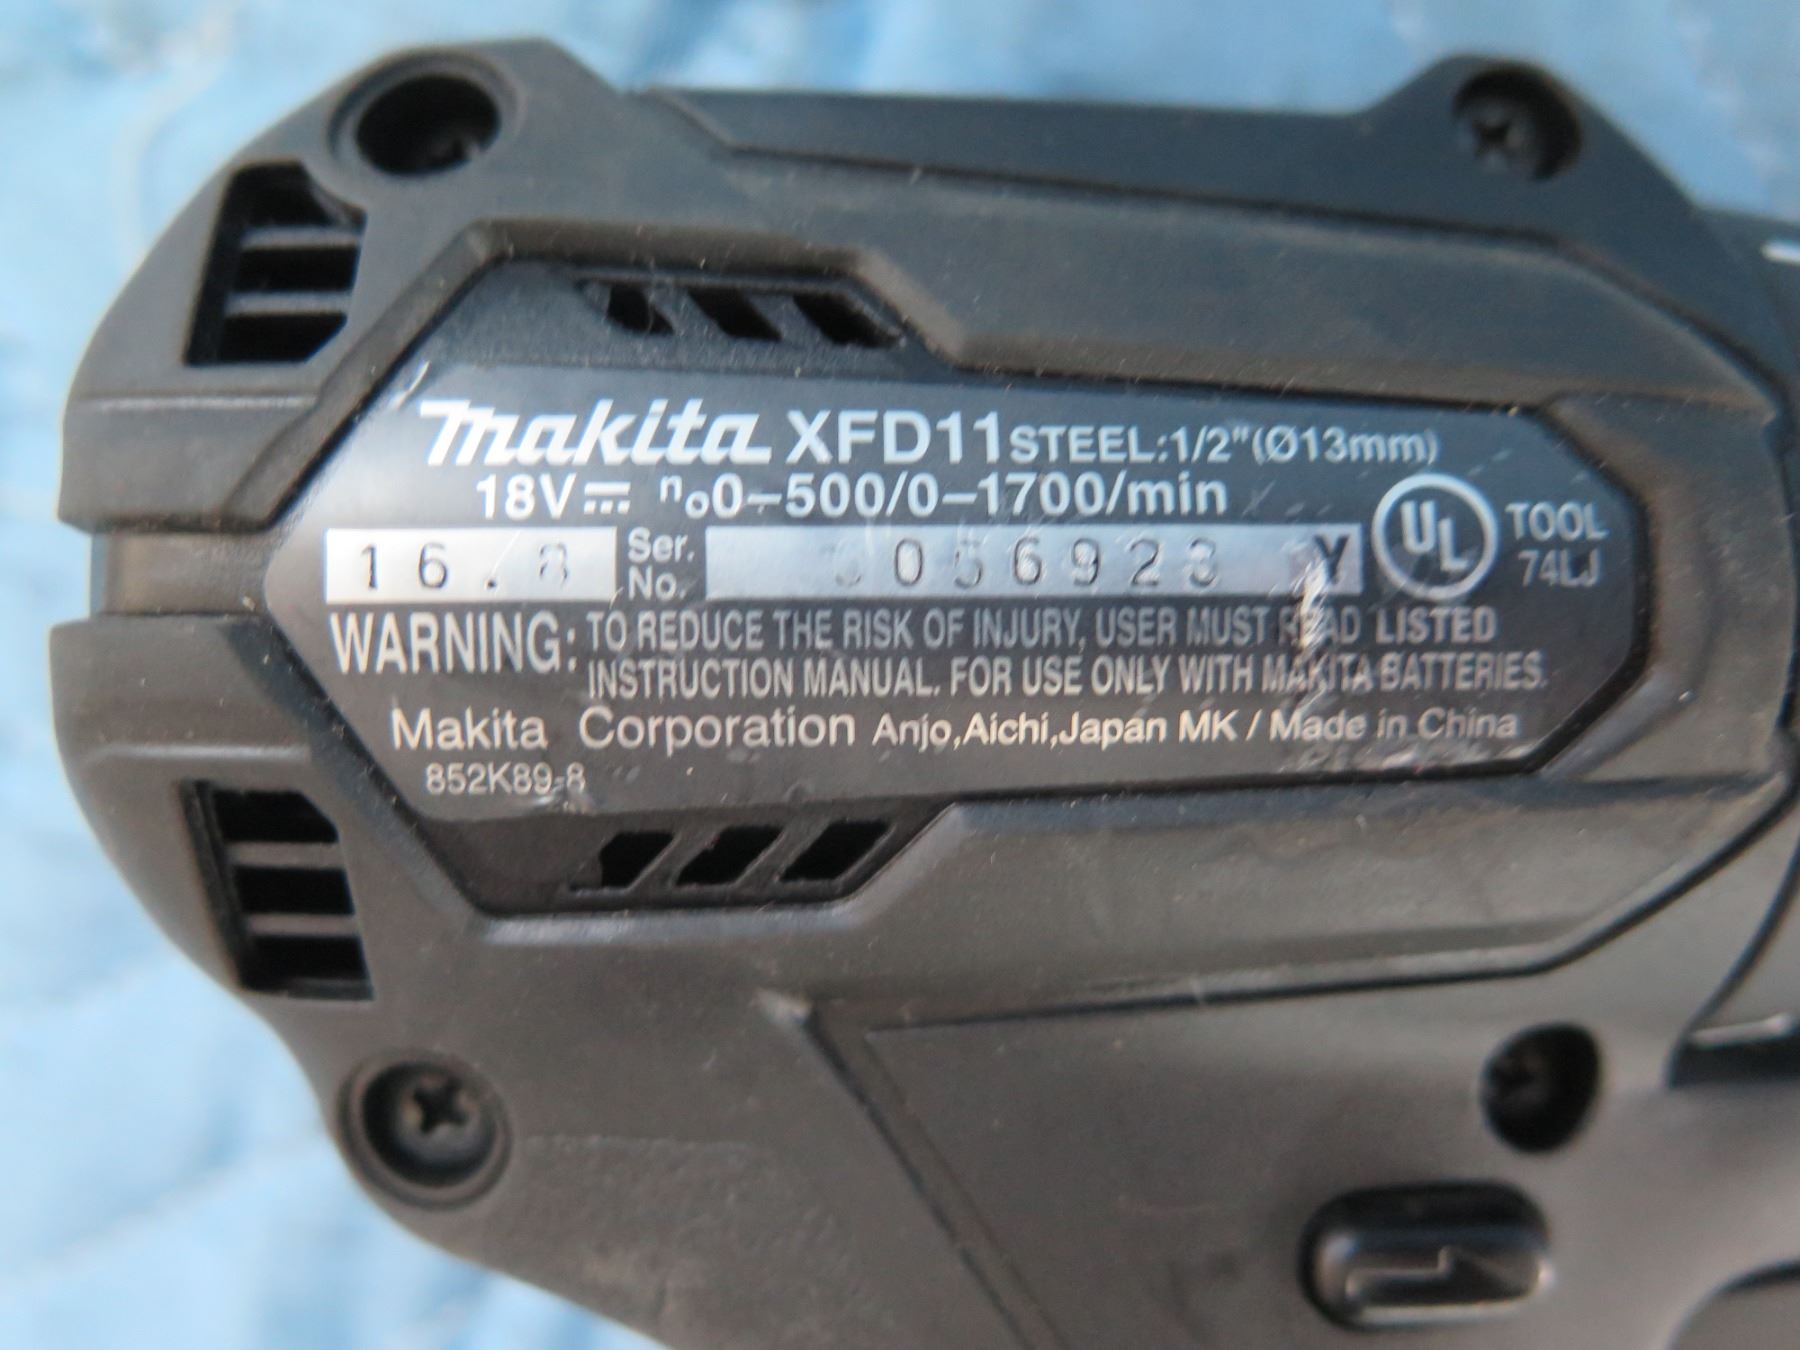 makita XFD11 STEEL:1/2"(Ø13mm)
18V⎓ n₀0–500/0–1700/min
16. 8 Ser. No. Y UL TOOL 74LJ
WARNING: TO REDUCE THE RISK OF INJURY, USER MUST READ LISTED
INSTRUCTION MANUAL. FOR USE ONLY WITH MAKITA BATTERIES.
Makita Corporation Anjo,Aichi,Japan MK / Made in China
852K89-8